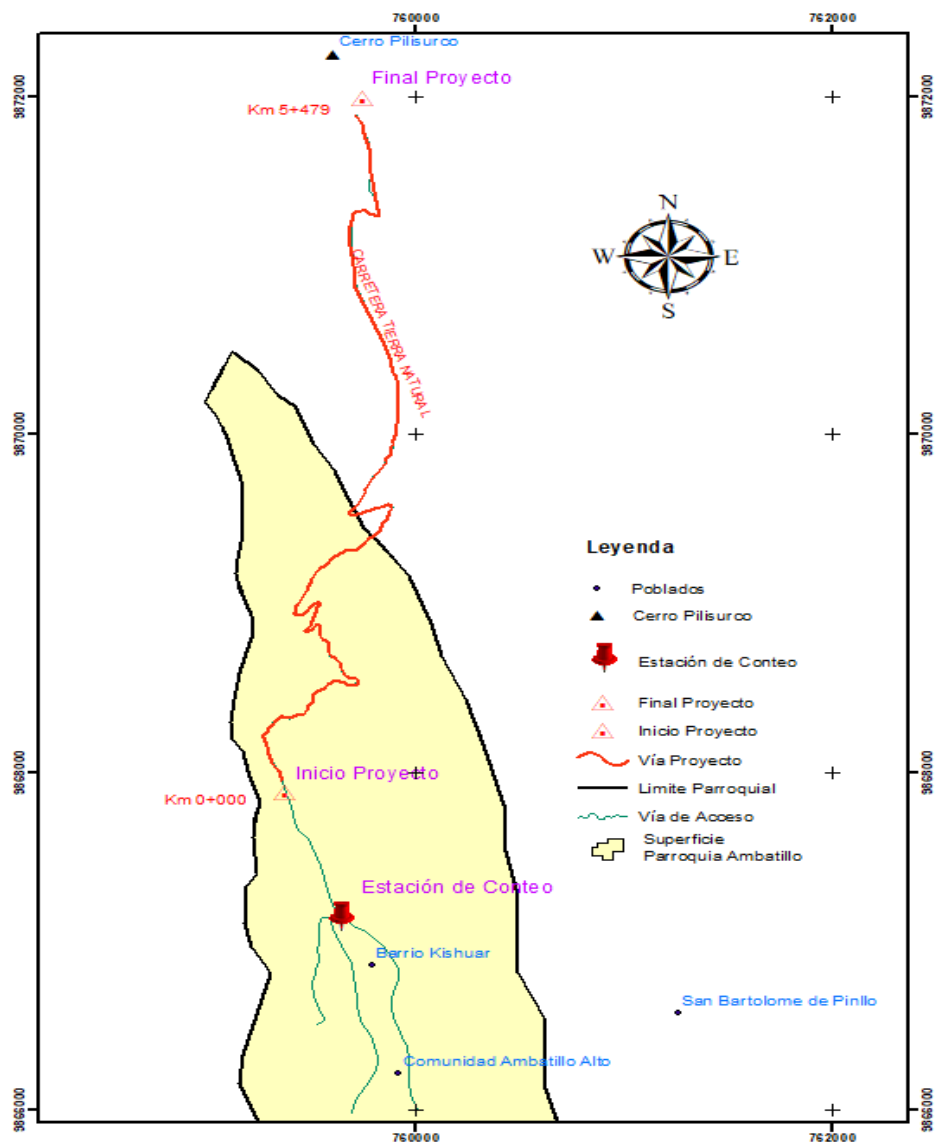 760000
762000
Cerro Pilisurco
Final Proyecto
9872000
9872000
Km 5+479
N
W
E
S
CARRETERA TIERRA NATURAL
9870000
9870000
Leyenda
Poblados
Cerro Pilisurco
Estación de Conteo
Final Proyecto
Inicio Proyecto
Vía Proyecto
Limite Parroquial
Vía de Acceso
Superficie
Parroquia Ambatillo
9868000
9868000
Inicio Proyecto
Km 0+000
Estación de Conteo
Barrio Kishuar
San Bartolome de Pinllo
Comunidad Ambatillo Alto
9866000
9866000
760000
762000